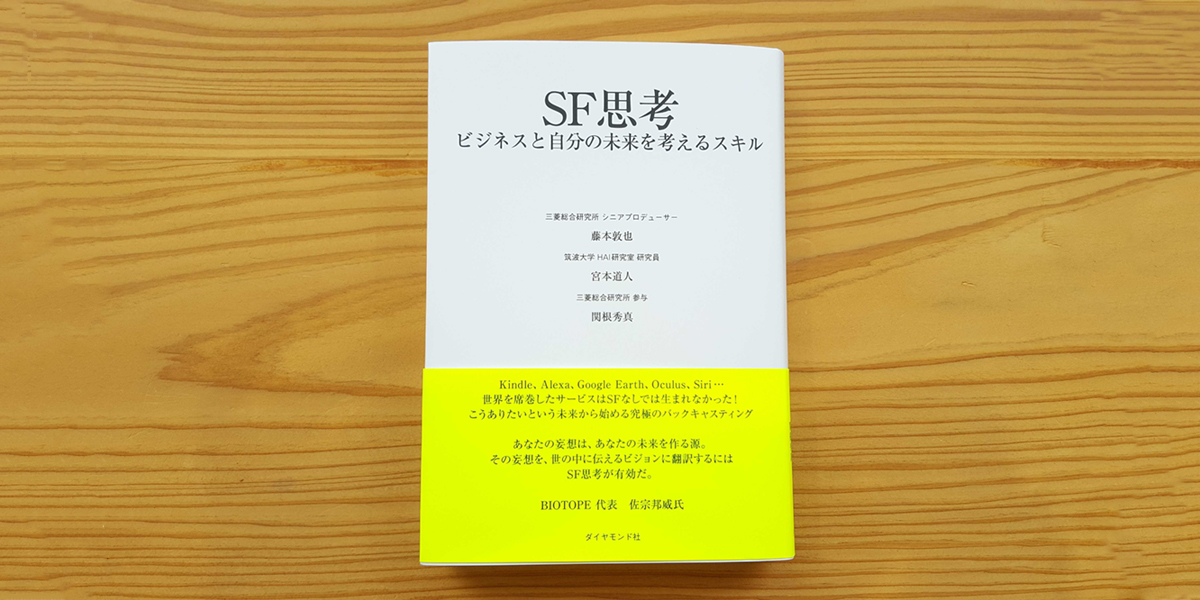 SF思考
ビジネスと自分の未来を考えるスキル
三菱総合研究所 シニアプロデューサー
藤本敦也
筑波大学 HAI研究室 研究員
宮本道人
三菱総合研究所 参与
関根秀真
Kindle、Alexa、Google Earth、Oculus、Siri…
世界を席巻したサービスはSFなしでは生まれなかった！
こうありたいという未来から始める究極のバックキャスティング
あなたの妄想は、あなたの未来を作る源。
その妄想を、世の中に伝えるビジョンに翻訳するには
SF思考が有効だ。
BIOTOPE 代表　佐宗邦威氏
ダイヤモンド社